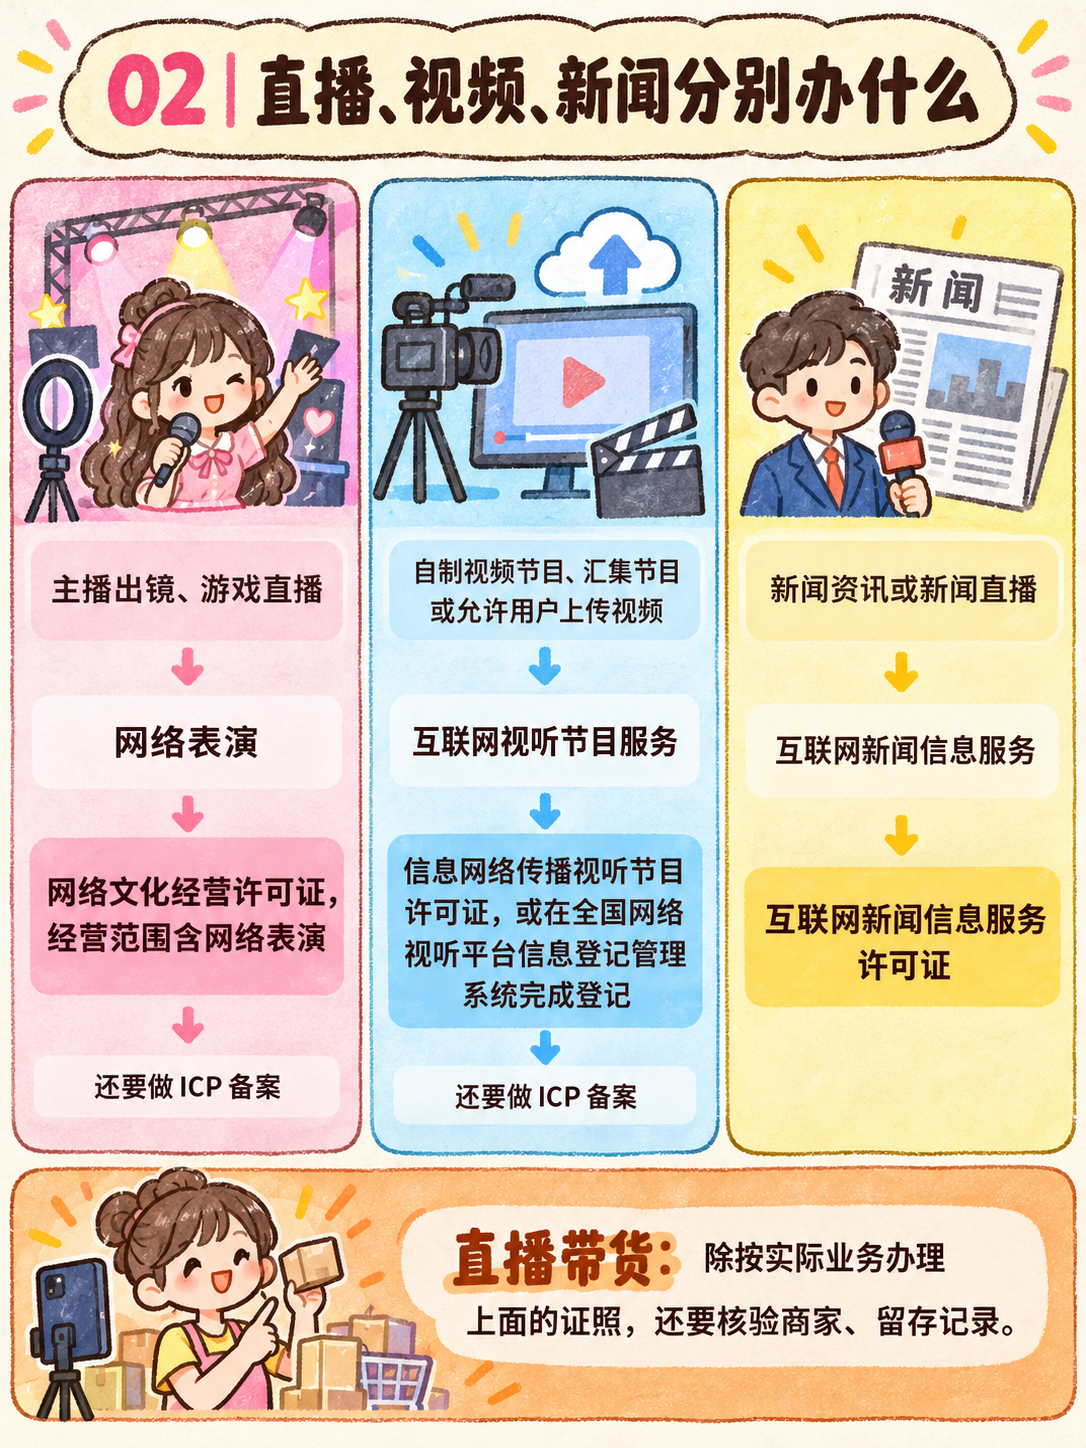 02 | 直播、视频、新闻分别办什么
主播出镜、游戏直播
网络表演
网络文化经营许可证，
经营范围含网络表演
还要做 ICP 备案
自制视频节目、汇集节目
或允许用户上传视频
互联网视听节目服务
信息网络传播视听节目
许可证，或在全国网络
视听平台信息登记管理
系统完成登记
还要做 ICP 备案
新闻
新闻资讯或新闻直播
互联网新闻信息服务
互联网新闻信息服务
许可证
直播带货：除按实际业务办理
上面的证照，还要核验商家、留存记录。